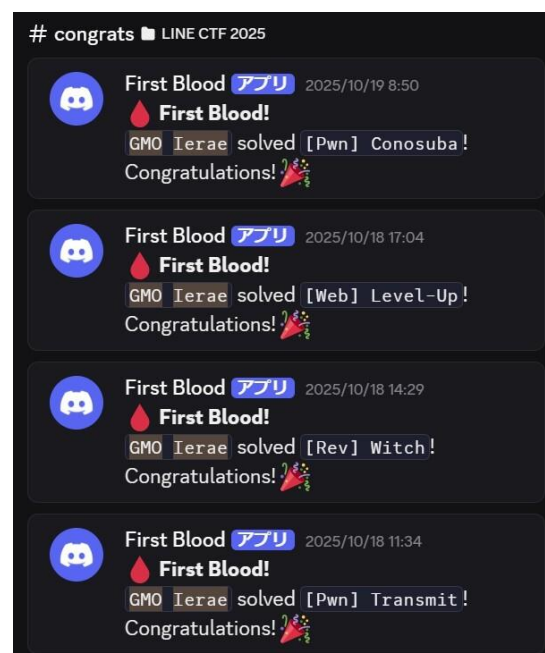 # congrats LINE CTF 2025
First Blood アプリ 2025/10/19 8:50
First Blood!
GMO Ierae solved [Pwn] Conosuba!
Congratulations!
First Blood アプリ 2025/10/18 17:04
First Blood!
GMO Ierae solved [Web] Level-Up!
Congratulations!
First Blood アプリ 2025/10/18 14:29
First Blood!
GMO Ierae solved [Rev] Witch!
Congratulations!
First Blood アプリ 2025/10/18 11:34
First Blood!
GMO Ierae solved [Pwn] Transmit!
Congratulations!